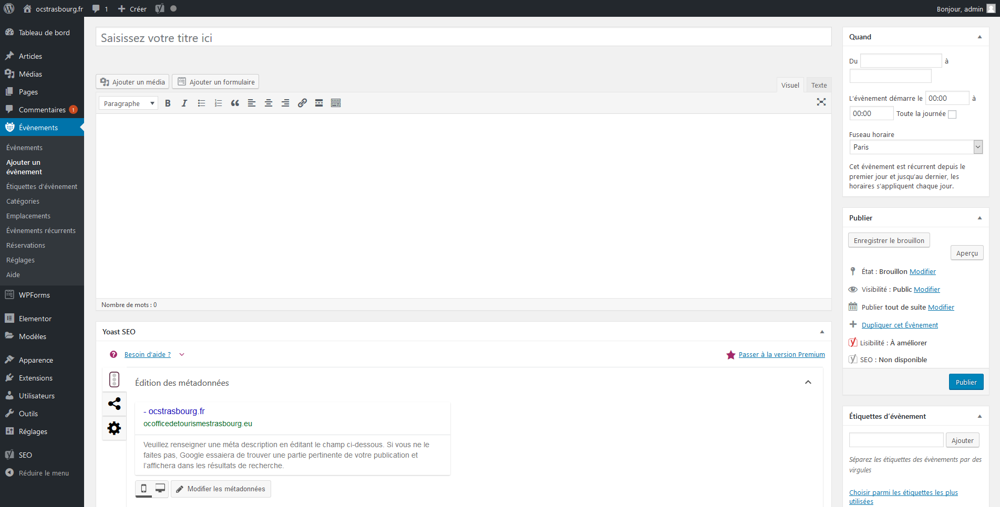 ocstrasbourg.fr
1
Créer
Bonjour, admin
Tableau de bord
Articles
Médias
Pages
Commentaires 1
Évènements
Évènements
Ajouter un
évènement
Étiquettes d'évènement
Catégories
Emplacements
Évènements récurrents
Réservations
Réglages
Aide
WPForms
Elementor
Modèles
Apparence
Extensions
Utilisateurs
Outils
Réglages
SEO
Réduire le menu
Saisissez votre titre ici
Ajouter un média
Ajouter un formulaire
Visuel
Texte
Paragraphe
Nombre de mots : 0
Yoast SEO
Besoin d'aide ?
Passer à la version Premium
Édition des métadonnées
- ocstrasbourg.fr
ocofficedetourismestrasbourg.eu
Veuillez renseigner une méta description en éditant le champ ci-dessous. Si vous ne le
faites pas, Google essaiera de trouver une partie pertinente de votre publication et
l'affichera dans les résultats de recherche.
Modifier les métadonnées
Quand
Du
à
L'évènement démarre le 00:00 à
00:00 Toute la journée
Fuseau horaire
Paris
Cet évènement est récurrent depuis le
premier jour et jusqu'au dernier, les
horaires s'appliquent chaque jour.
Publier
Enregistrer le brouillon
Aperçu
État : Brouillon Modifier
Visibilité : Public Modifier
Publier tout de suite Modifier
Dupliquer cet Évènement
Lisibilité : À améliorer
SEO : Non disponible
Publier
Étiquettes d'évènement
Ajouter
Séparez les étiquettes des évènements par des
virgules
Choisir parmi les étiquettes les plus
utilisées